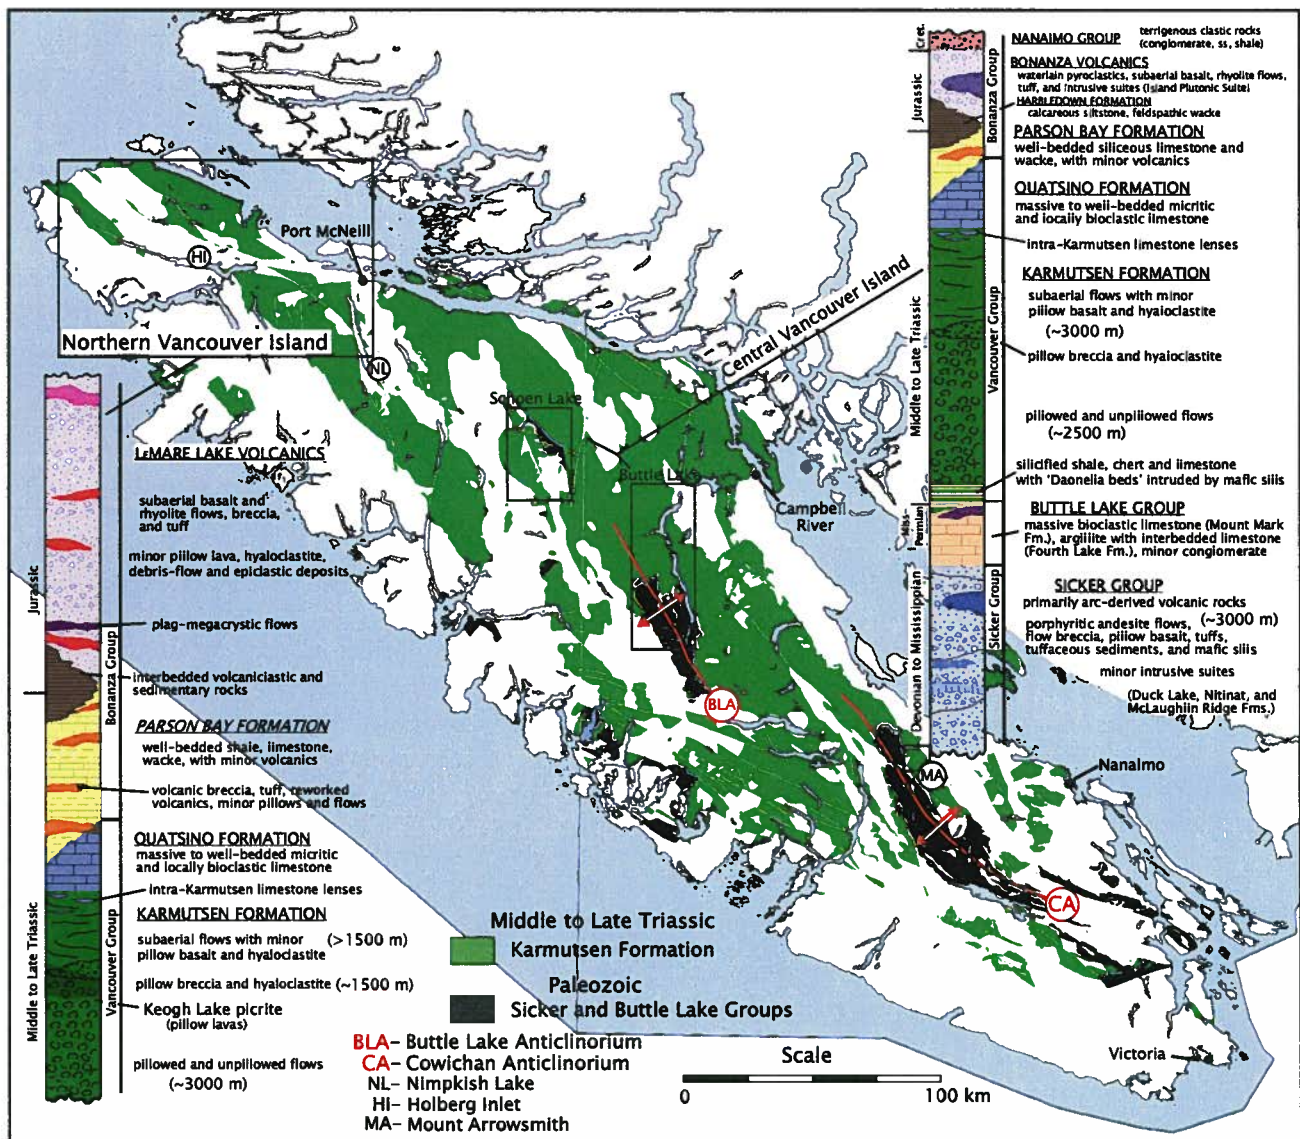 Cret.
NANAIMO GROUP
terrigenous clastic rocks
(conglomerate, ss, shale)
BONANZA VOLCANICS
waterlain pyroclastics, subaerial basalt, rhyolite flows,
tuff, and intrusive suites (Island Plutonic Suite)
HARBLEDOWN FORMATION
calcareous siltstone, feldspathic wacke
Jurassic
Bonanza Group
PARSON BAY FORMATION
well-bedded siliceous limestone and
wacke, with minor volcanics
QUATSINO FORMATION
massive to well-bedded micritic
and locally bioclastic limestone
intra-Karmutsen limestone lenses
KARMUTSEN FORMATION
subaerial flows with minor
pillow basalt and hyaloclastite
(~3000 m)
pillow breccia and hyaloclastite
Middle to Late Triassic
Vancouver Group
pillowed and unpillowed flows
(~2500 m)
silicified shale, chert and limestone
with 'Daonella beds' intruded by mafic sills
Miss.-
Permian
BUTTLE LAKE GROUP
massive bioclastic limestone (Mount Mark
Fm.), argillite with interbedded limestone
(Fourth Lake Fm.), minor conglomerate
Devonian to Mississippian
Sicker Group
SICKER GROUP
primarily arc-derived volcanic rocks
porphyritic andesite flows, (~3000 m)
flow breccia, pillow basalt, tuffs,
tuffaceous sediments, and mafic sills
minor intrusive suites
(Duck Lake, Nitinat, and
McLaughlin Ridge Fms.)
Port McNeill
HI
Northern Vancouver Island
NL
Central Vancouver Island
Schoen Lake
Buttle Lake
Campbell
River
BLA
MA
Nanaimo
CA
Victoria
LEMARE LAKE VOLCANICS
subaerial basalt and
rhyolite flows, breccia,
and tuff
minor pillow lava, hyaloclastite,
debris-flow and epiclastic deposits
Jurassic
plag-megacrystic flows
Bonanza Group
interbedded volcaniclastic and
sedimentary rocks
PARSON BAY FORMATION
well-bedded shale, limestone,
wacke, with minor volcanics
volcanic breccia, tuff, reworked
volcanics, minor pillows and flows
QUATSINO FORMATION
massive to well-bedded micritic
and locally bioclastic limestone
intra-Karmutsen limestone lenses
KARMUTSEN FORMATION
subaerial flows with minor (>1500 m)
pillow basalt and hyaloclastite
pillow breccia and hyaloclastite (~1500 m)
Middle to Late Triassic
Vancouver Group
Keogh Lake picrite
(pillow lavas)
pillowed and unpillowed flows
(~3000 m)
Middle to Late Triassic
Karmutsen Formation
Paleozoic
Sicker and Buttle Lake Groups
BLA- Buttle Lake Anticlinorium
CA- Cowichan Anticlinorium
NL- Nimpkish Lake
HI- Holberg Inlet
MA- Mount Arrowsmith
Scale
0
100 km